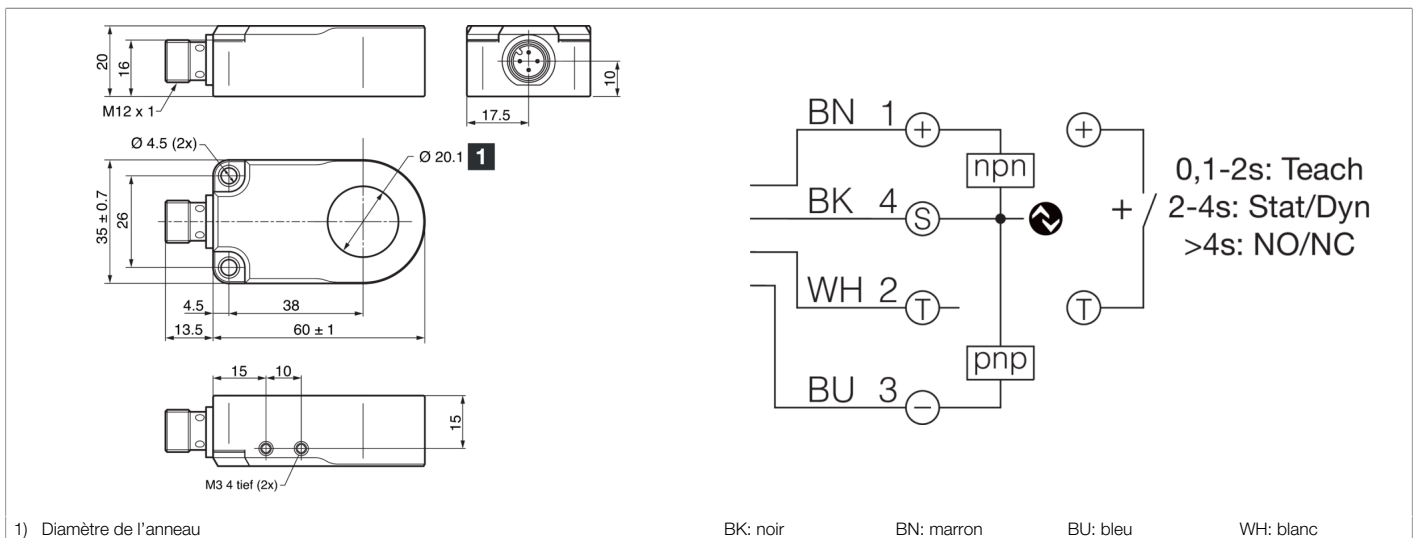 20
16
M12 x 1
10
17.5
Ø 4.5 (2x)
Ø 20.1 1
35 ± 0.7
26
4.5
38
13.5
60 ± 1
15
10
15
M3 4 tief (2x)
BN 1 +
npn
BK 4 S
WH 2 T
pnp
BU 3 −
+
+
T
0,1-2s: Teach
2-4s: Stat/Dyn
>4s: NO/NC
1) Diamètre de l'anneau
BK: noir
BN: marron
BU: bleu
WH: blanc